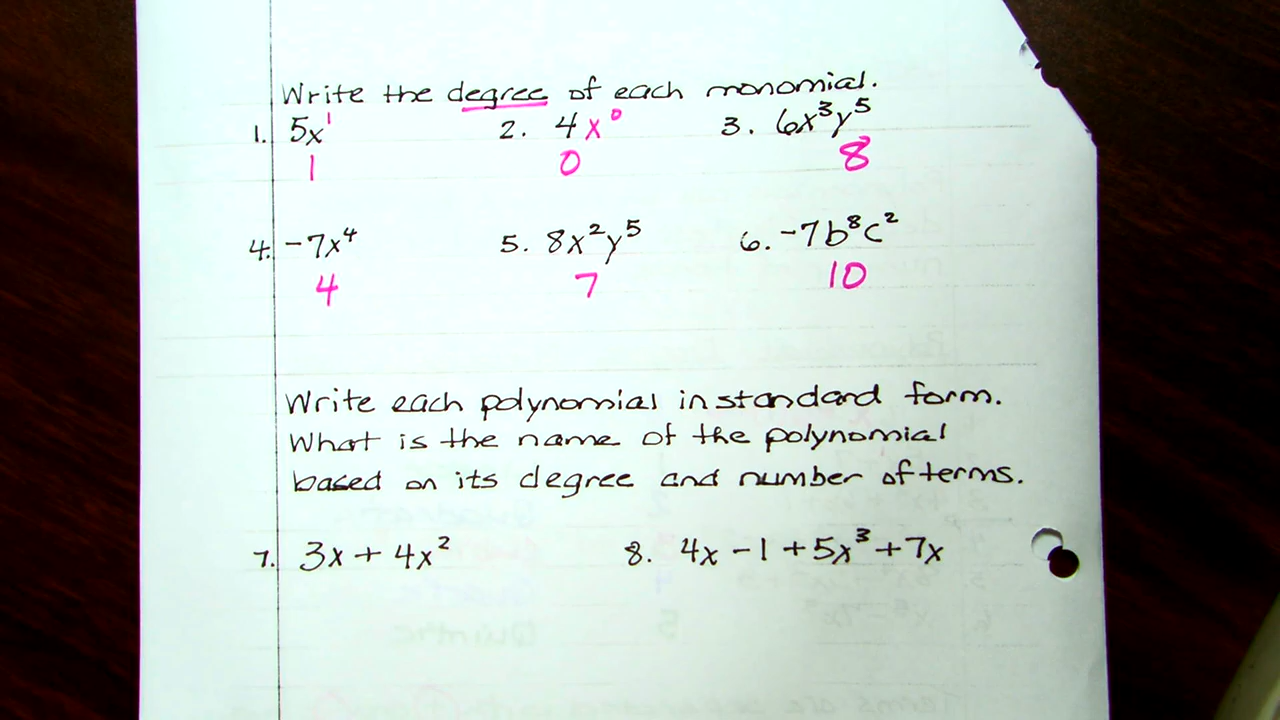 Write the degree of each monomial.
1. 5x¹ 2. 4x⁰ 3. 6x³y⁵
1 0 8
4. -7x⁴ 5. 8x²y⁵ 6. -7b⁸c²
4 7 10
Write each polynomial in standard form.
What is the name of the polynomial
based on its degree and number of terms.
7. 3x + 4x² 8. 4x - 1 + 5x³ + 7x